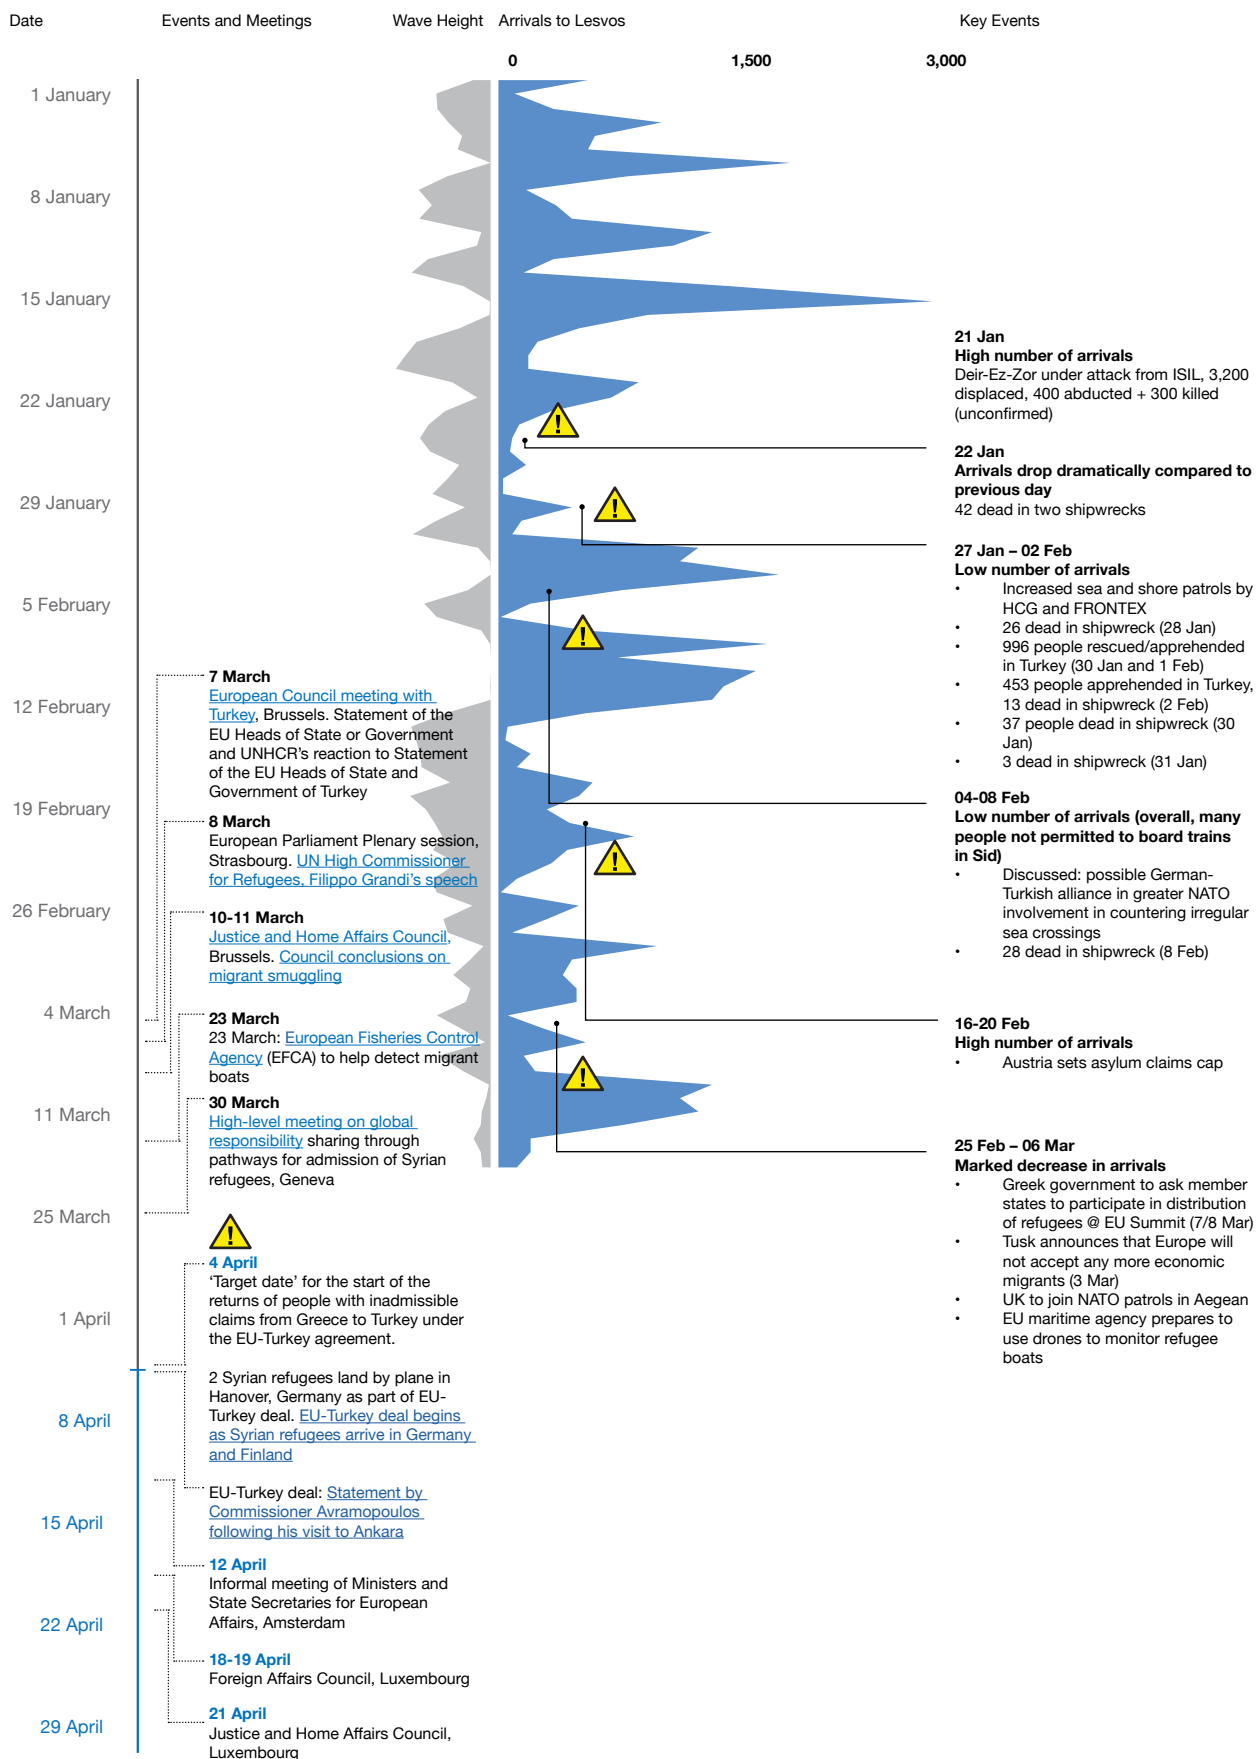 Date
Events and Meetings
Wave Height
Arrivals to Lesvos
Key Events
0
1,500
3,000
1 January
8 January
15 January
22 January
29 January
5 February
12 February
19 February
26 February
4 March
11 March
25 March
1 April
8 April
15 April
22 April
29 April
7 March
European Council meeting with
Turkey, Brussels. Statement of the
EU Heads of State or Government
and UNHCR’s reaction to Statement
of the EU Heads of State and
Government of Turkey
8 March
European Parliament Plenary session,
Strasbourg. UN High Commissioner
for Refugees, Filippo Grandi’s speech
10-11 March
Justice and Home Affairs Council,
Brussels. Council conclusions on
migrant smuggling
23 March
23 March: European Fisheries Control
Agency (EFCA) to help detect migrant
boats
30 March
High-level meeting on global
responsibility sharing through
pathways for admission of Syrian
refugees, Geneva
!
4 April
‘Target date’ for the start of the
returns of people with inadmissible
claims from Greece to Turkey under
the EU-Turkey agreement.
2 Syrian refugees land by plane in
Hanover, Germany as part of EU-
Turkey deal. EU-Turkey deal begins
as Syrian refugees arrive in Germany
and Finland
EU-Turkey deal: Statement by
Commissioner Avramopoulos
following his visit to Ankara
12 April
Informal meeting of Ministers and
State Secretaries for European
Affairs, Amsterdam
18-19 April
Foreign Affairs Council, Luxembourg
21 April
Justice and Home Affairs Council,
Luxembourg
!
!
!
!
!
21 Jan
High number of arrivals
Deir-Ez-Zor under attack from ISIL, 3,200
displaced, 400 abducted + 300 killed
(unconfirmed)
22 Jan
Arrivals drop dramatically compared to
previous day
42 dead in two shipwrecks
27 Jan – 02 Feb
Low number of arrivals
• Increased sea and shore patrols by
HCG and FRONTEX
• 26 dead in shipwreck (28 Jan)
• 996 people rescued/apprehended
in Turkey (30 Jan and 1 Feb)
• 453 people apprehended in Turkey,
13 dead in shipwreck (2 Feb)
• 37 people dead in shipwreck (30
Jan)
• 3 dead in shipwreck (31 Jan)
04-08 Feb
Low number of arrivals (overall, many
people not permitted to board trains
in Sid)
• Discussed: possible German-
Turkish alliance in greater NATO
involvement in countering irregular
sea crossings
• 28 dead in shipwreck (8 Feb)
16-20 Feb
High number of arrivals
• Austria sets asylum claims cap
25 Feb – 06 Mar
Marked decrease in arrivals
• Greek government to ask member
states to participate in distribution
of refugees @ EU Summit (7/8 Mar)
• Tusk announces that Europe will
not accept any more economic
migrants (3 Mar)
• UK to join NATO patrols in Aegean
• EU maritime agency prepares to
use drones to monitor refugee
boats